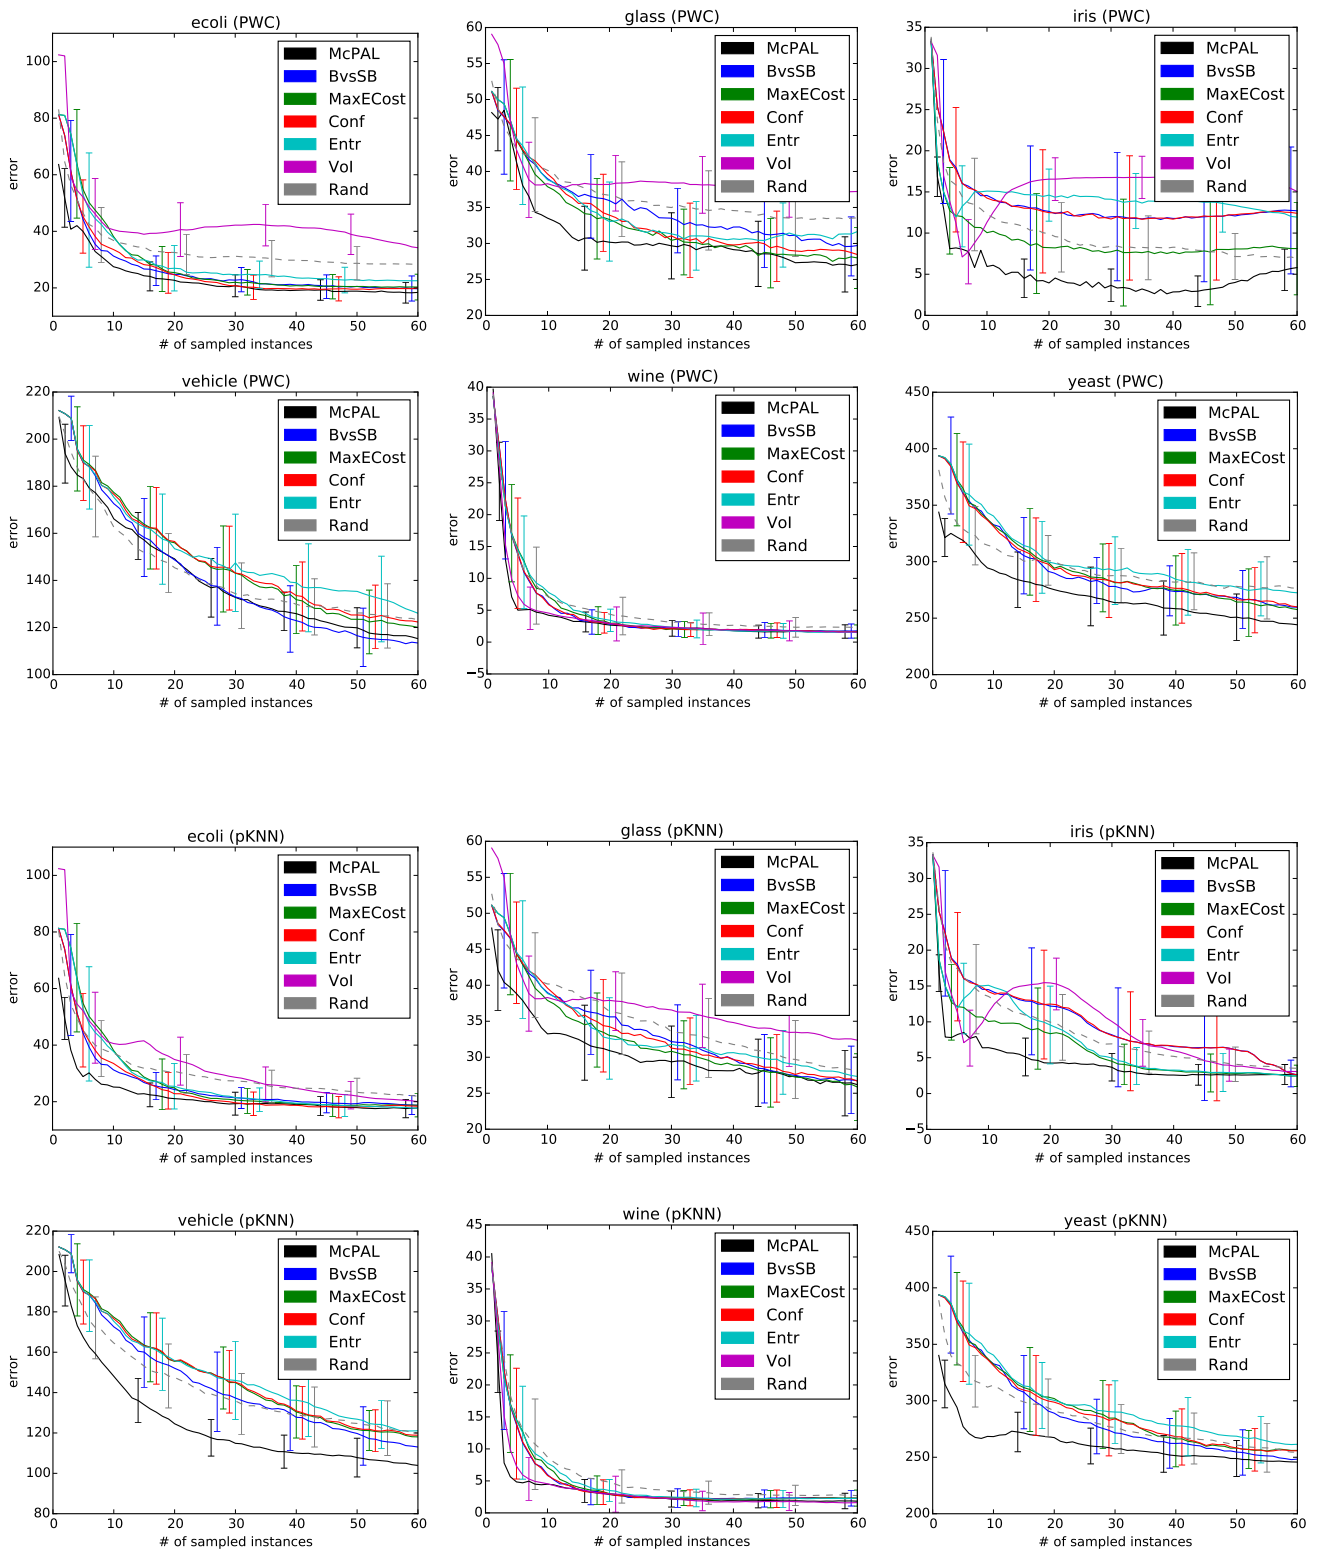 ecoli (PWC)
error
100
80
60
40
20
0 10 20 30 40 50 60
# of sampled instances
McPAL
BvsSB
MaxECost
Conf
Entr
VoI
Rand
glass (PWC)
error
60
55
50
45
40
35
30
25
20
0 10 20 30 40 50 60
# of sampled instances
McPAL
BvsSB
MaxECost
Conf
Entr
VoI
Rand
iris (PWC)
error
35
30
25
20
15
10
5
0
0 10 20 30 40 50 60
# of sampled instances
McPAL
BvsSB
MaxECost
Conf
Entr
VoI
Rand
vehicle (PWC)
error
220
200
180
160
140
120
100
0 10 20 30 40 50 60
# of sampled instances
McPAL
BvsSB
MaxECost
Conf
Entr
Rand
wine (PWC)
error
40
35
30
25
20
15
10
5
0
−5
0 10 20 30 40 50 60
# of sampled instances
McPAL
BvsSB
MaxECost
Conf
Entr
VoI
Rand
yeast (PWC)
error
450
400
350
300
250
200
0 10 20 30 40 50 60
# of sampled instances
McPAL
BvsSB
MaxECost
Conf
Entr
Rand
ecoli (pKNN)
error
100
80
60
40
20
0 10 20 30 40 50 60
# of sampled instances
McPAL
BvsSB
MaxECost
Conf
Entr
VoI
Rand
glass (pKNN)
error
60
55
50
45
40
35
30
25
20
0 10 20 30 40 50 60
# of sampled instances
McPAL
BvsSB
MaxECost
Conf
Entr
VoI
Rand
iris (pKNN)
error
35
30
25
20
15
10
5
0
−5
0 10 20 30 40 50 60
# of sampled instances
McPAL
BvsSB
MaxECost
Conf
Entr
VoI
Rand
vehicle (pKNN)
error
220
200
180
160
140
120
100
80
0 10 20 30 40 50 60
# of sampled instances
McPAL
BvsSB
MaxECost
Conf
Entr
Rand
wine (pKNN)
error
45
40
35
30
25
20
15
10
5
0
0 10 20 30 40 50 60
# of sampled instances
McPAL
BvsSB
MaxECost
Conf
Entr
VoI
Rand
yeast (pKNN)
error
450
400
350
300
250
200
0 10 20 30 40 50 60
# of sampled instances
McPAL
BvsSB
MaxECost
Conf
Entr
Rand